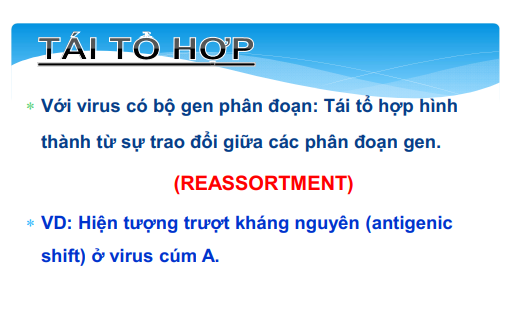 TÁI TỔ HỢP
* Với virus có bộ gen phân đoạn: Tái tổ hợp hình
thành từ sự trao đổi giữa các phân đoạn gen.
(REASSORTMENT)
* VD: Hiện tượng trượt kháng nguyên (antigenic
shift) ở virus cúm A.